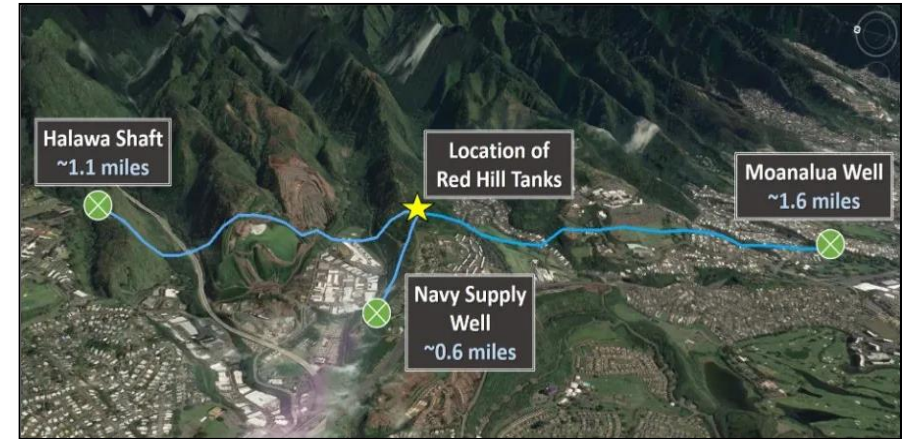 Halawa Shaft
~1.1 miles
Location of
Red Hill Tanks
Moanalua Well
~1.6 miles
Navy Supply
Well
~0.6 miles